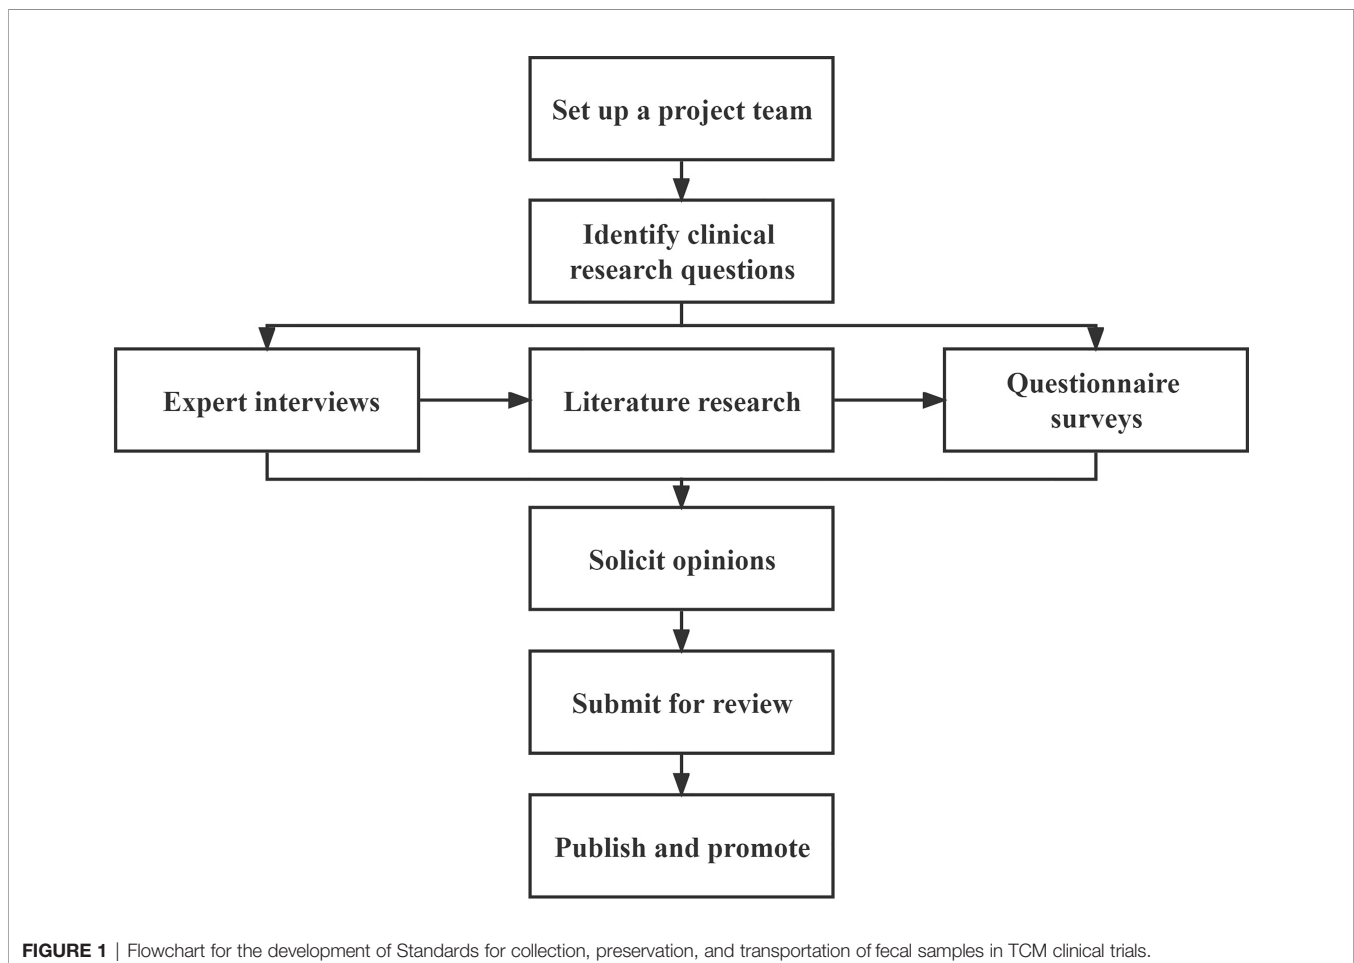 Set up a project team
Identify clinical
research questions
Expert interviews
Literature research
Questionnaire
surveys
Solicit opinions
Submit for review
Publish and promote
FIGURE 1 | Flowchart for the development of Standards for collection, preservation, and transportation of fecal samples in TCM clinical trials.